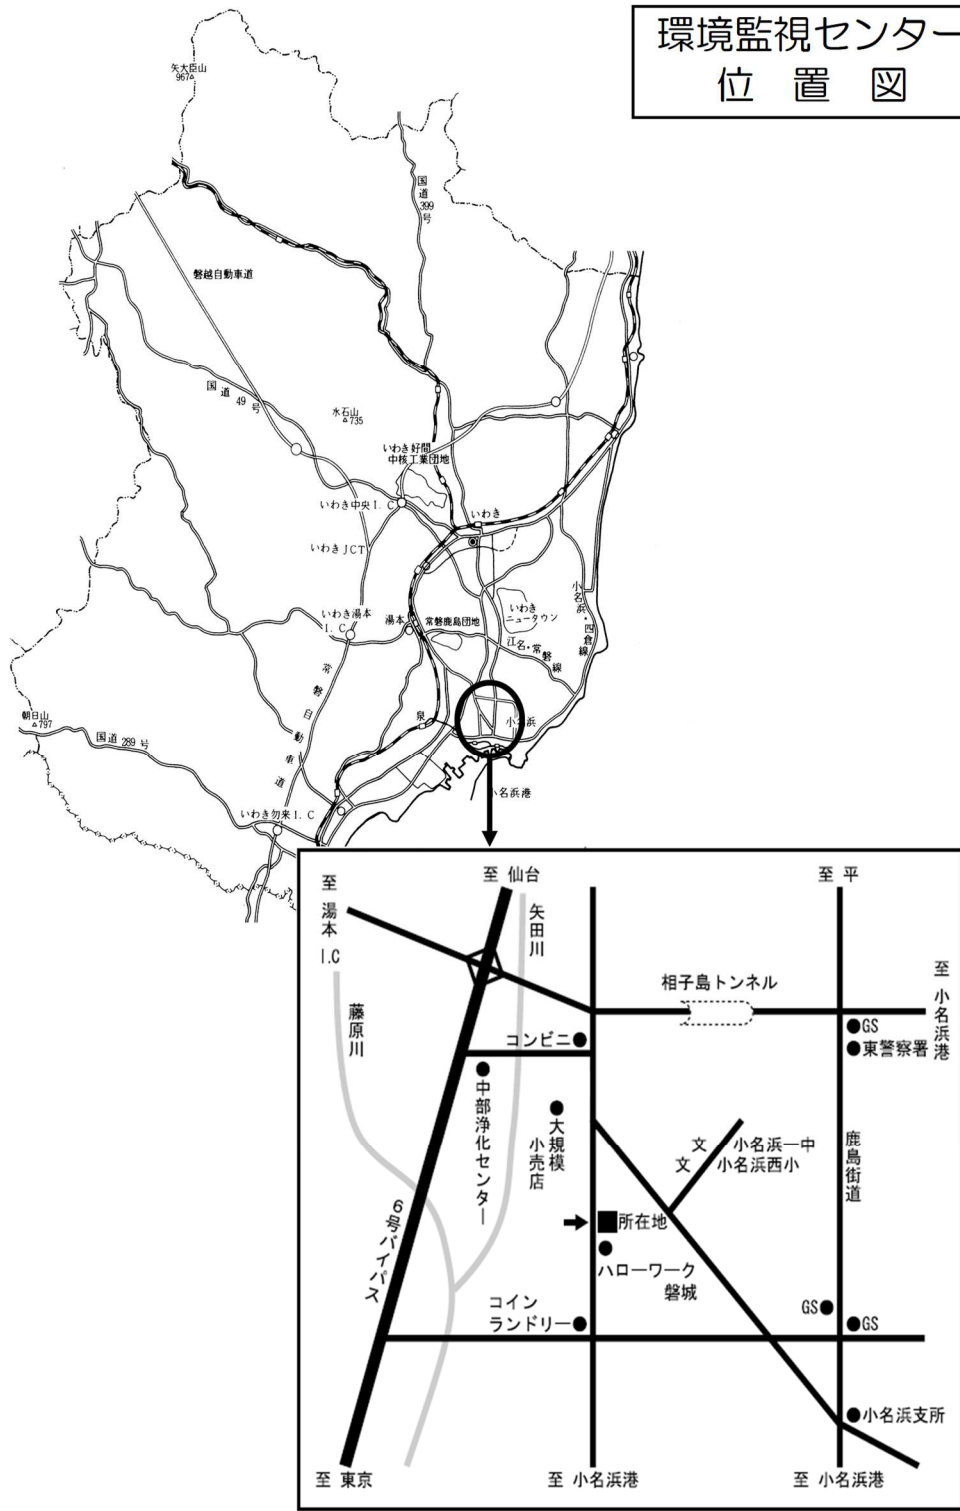 環境監視センター
位置図
矢大臣山
967
国道399号
磐越自動車道
国道49号
水石山
735
いわき好間
中核工業団地
いわき中央I.C
いわき
いわきJCT
いわき湯本
I.C
湯本
常磐鹿島団地
いわき
ニュータウン
小名浜・四倉線
江名・常磐線
常磐自動車道
朝日山
797
国道289号
泉
小名浜
小名浜港
いわき勿来I.C
至 仙台
至 平
至 湯本 I.C
矢田川
藤原川
相子島トンネル
至 小名浜港
GS
東警察署
コンビニ
中部浄化センター
大規模
小売店
文 小名浜一中
文 小名浜西小
鹿島街道
6号バイパス
所在地
ハローワーク
磐城
コイン
ランドリー
GS
GS
小名浜支所
至 東京
至 小名浜港
至 小名浜港